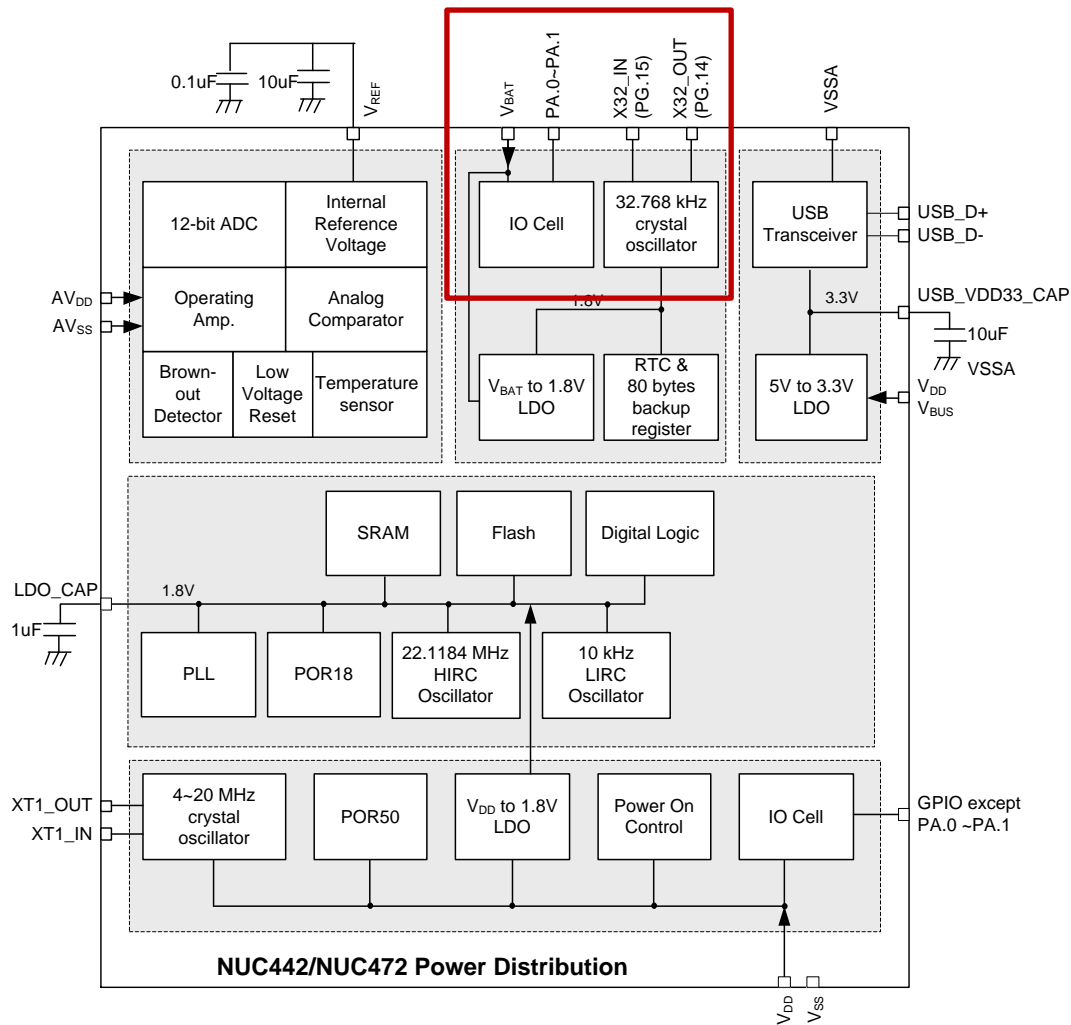 0.1uF
10uF
VREF
VBAT
PA.0~PA.1
X32_IN
(PG.15)
X32_OUT
(PG.14)
VSSA
12-bit ADC
Internal
Reference
Voltage
Operating
Amp.
Analog
Comparator
Brown-
out
Detector
Low
Voltage
Reset
Temperature
sensor
AVDD
AVSS
IO Cell
32.768 kHz
crystal
oscillator
1.8V
VBAT to 1.8V
LDO
RTC &
80 bytes
backup
register
USB
Transceiver
USB_D+
USB_D-
3.3V
USB_VDD33_CAP
10uF
VSSA
5V to 3.3V
LDO
VDD
VBUS
SRAM
Flash
Digital Logic
LDO_CAP
1.8V
1uF
PLL
POR18
22.1184 MHz
HIRC
Oscillator
10 kHz
LIRC
Oscillator
XT1_OUT
XT1_IN
4~20 MHz
crystal
oscillator
POR50
VDD to 1.8V
LDO
Power On
Control
IO Cell
GPIO except
PA.0 ~PA.1
NUC442/NUC472 Power Distribution
VDD
VSS